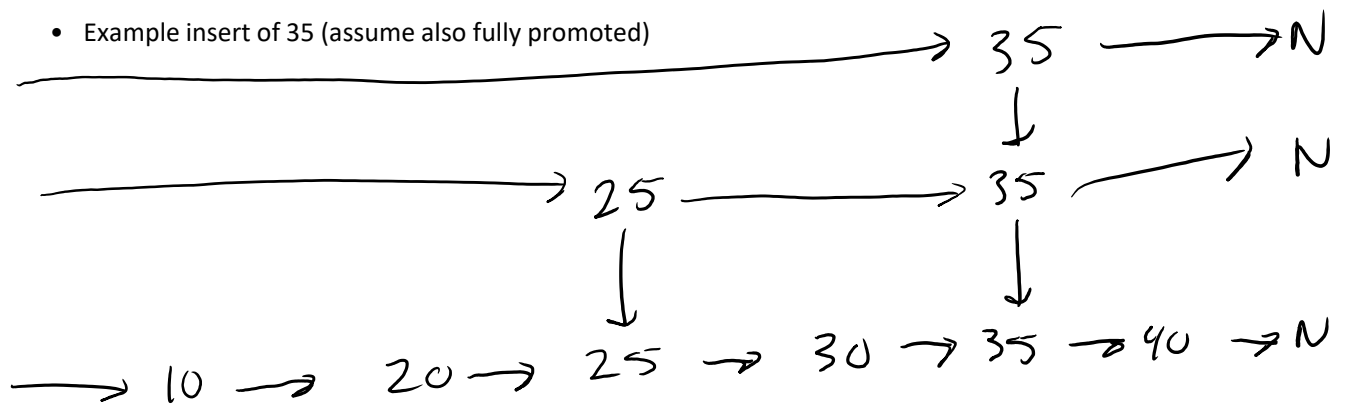 • Example insert of 35 (assume also fully promoted)
35 → N
25 → 35 → N
→ 10 → 20 → 25 → 30 → 35 → 40 → N